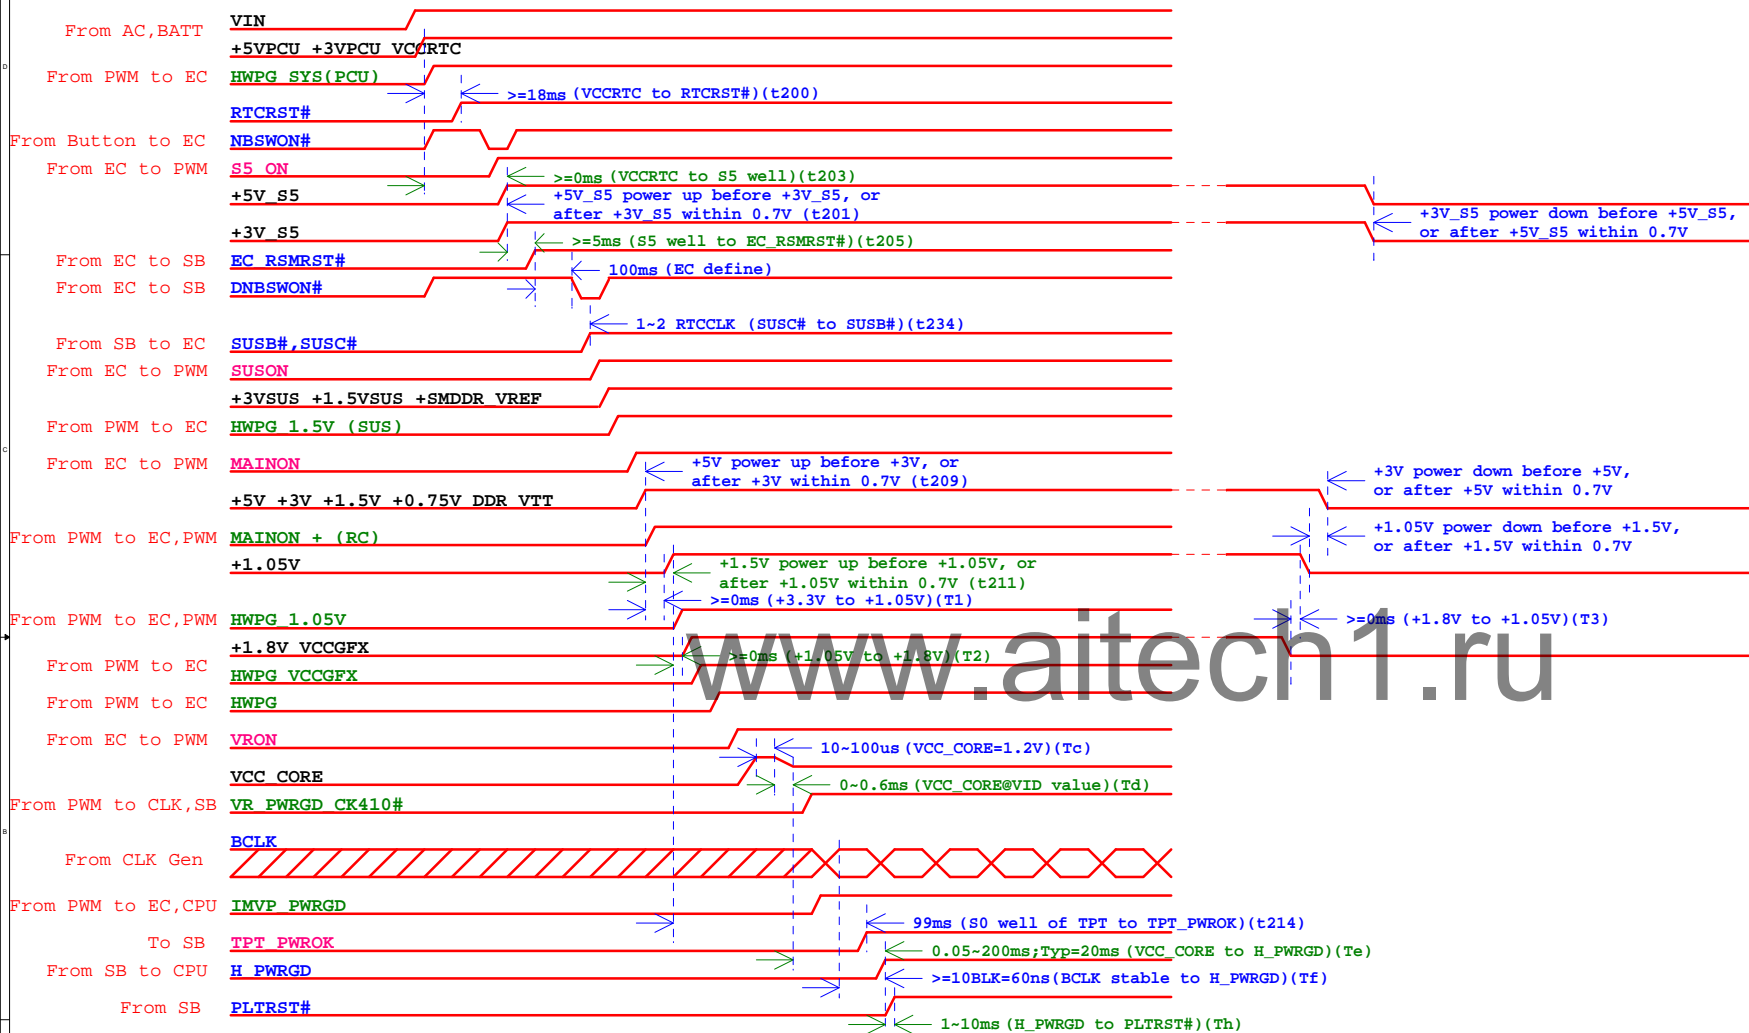 From AC,BATT
VIN
+5VPCU +3VPCU VCCRTC
From PWM to EC HWPG SYS(PCU)
>=18ms (VCCRTC to RTCRST#)(t200)
RTCRST#
From Button to EC NBSWON#
From EC to PWM S5 ON
>=0ms (VCCRTC to S5 well)(t203)
+5V_S5
+5V_S5 power up before +3V_S5, or
after +3V_S5 within 0.7V (t201)
+3V_S5 power down before +5V_S5,
or after +5V_S5 within 0.7V
+3V_S5
>=5ms (S5 well to EC_RSMRST#)(t205)
From EC to SB EC RSMRST#
100ms (EC define)
From EC to SB DNBSWON#
1~2 RTCCLK (SUSC# to SUSB#)(t234)
From SB to EC SUSB#,SUSC#
From EC to PWM SUSON
+3VSUS +1.5VSUS +SMDDR_VREF
From PWM to EC HWPG 1.5V (SUS)
From EC to PWM MAINON
+5V power up before +3V, or
after +3V within 0.7V (t209)
+3V power down before +5V,
or after +5V within 0.7V
+5V +3V +1.5V +0.75V DDR VTT
From PWM to EC,PWM MAINON + (RC)
+1.05V power down before +1.5V,
or after +1.5V within 0.7V
+1.05V
+1.5V power up before +1.05V, or
after +1.05V within 0.7V (t211)
>=0ms (+3.3V to +1.05V)(T1)
From PWM to EC,PWM HWPG_1.05V
>=0ms (+1.8V to +1.05V)(T3)
+1.8V VCCGFX
>=0ms (+1.05V to +1.8V)(T2)
www.aitech1.ru
From PWM to EC
HWPG VCCGFX
From PWM to EC HWPG
From EC to PWM VRON
10~100us (VCC_CORE=1.2V)(Tc)
VCC_CORE
0~0.6ms (VCC_CORE@VID value)(Td)
From PWM to CLK,SB VR PWRGD CK410#
BCLK
From CLK Gen
From PWM to EC,CPU IMVP_PWRGD
99ms (S0 well of TPT to TPT_PWROK)(t214)
To SB TPT PWROK
0.05~200ms;Typ=20ms (VCC_CORE to H_PWRGD)(Te)
From SB to CPU H PWRGD
>=10BLK=60ns(BCLK stable to H_PWRGD)(Tf)
From SB PLTRST#
1~10ms (H_PWRGD to PLTRST#)(Th)
D
C
B